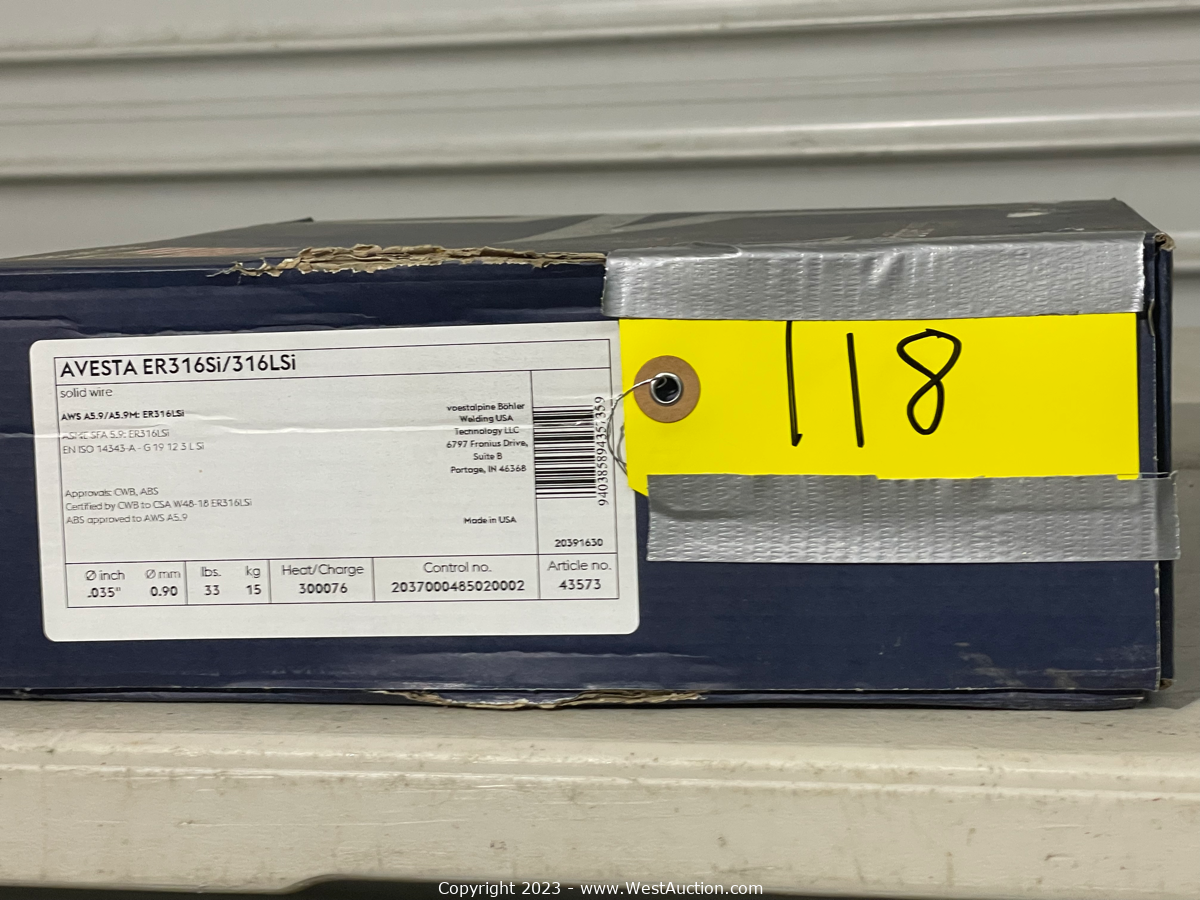 AVESTA ER316Si/316LSi
solid wire
AWS A5.9/A5.9M: ER316LSi
ASME SFA 5.9: ER316LSi
EN ISO 14343-A - G 19 12 3 L Si
Approvals: CWB, ABS
Certified by CWB to CSA W48-18 ER316LSi
ABS approved to AWS A5.9
voestalpine Böhler
Welding USA
Technology LLC
6797 Fronius Drive,
Suite B
Portage, IN 46368
Made in USA
9403858943573S9
20391630
Ø inch Ø mm lbs. kg Heat/Charge Control no. Article no.
.035" 0.90 33 15 300076 2037000485020002 43573
118
Copyright 2023 - www.WestAuction.com